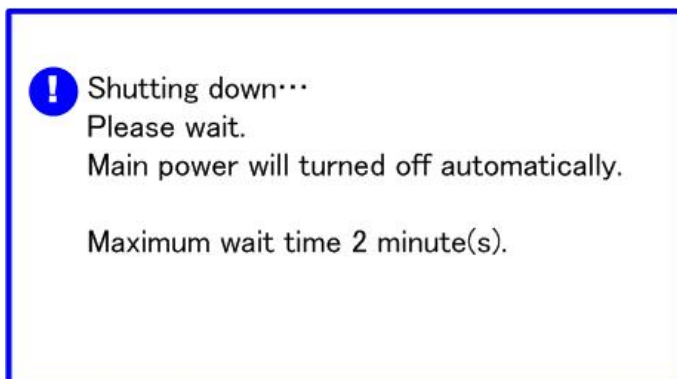 !
Shutting down…
Please wait.
Main power will turned off automatically.
Maximum wait time 2 minute(s).